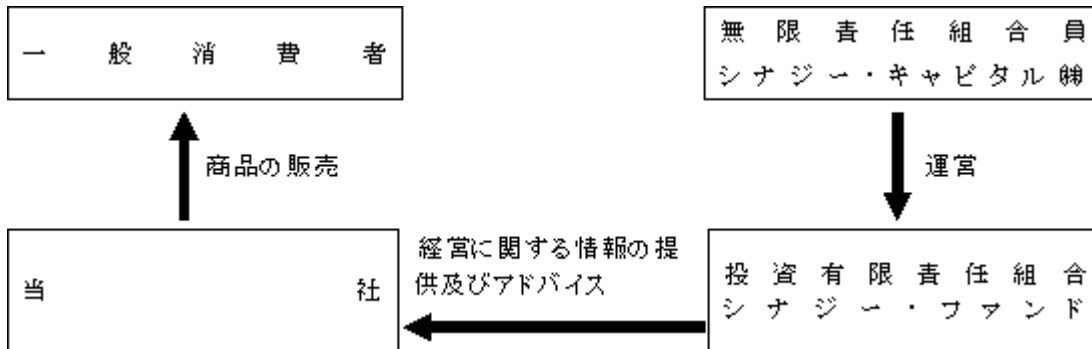 一般消費者
無限責任組合員
シナジー・キャピタル㈱
商品の販売
運営
経営に関する情報の提
供及びアドバイス
当社
投資有限責任組合
シナジー・ファンド